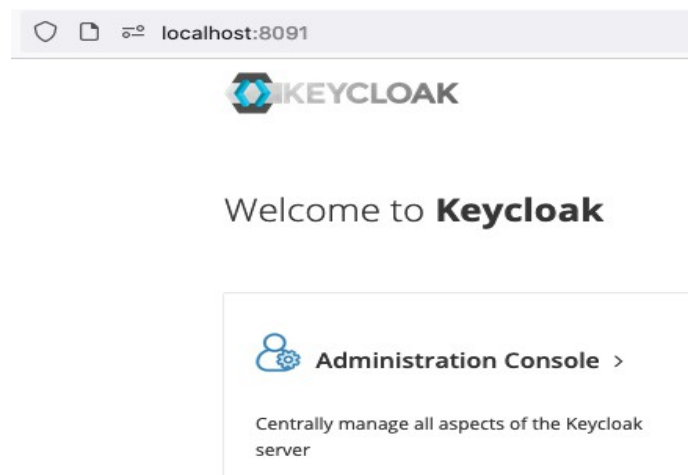 localhost:8091
KEYCLOAK
Welcome to Keycloak
Administration Console >
Centrally manage all aspects of the Keycloak
server